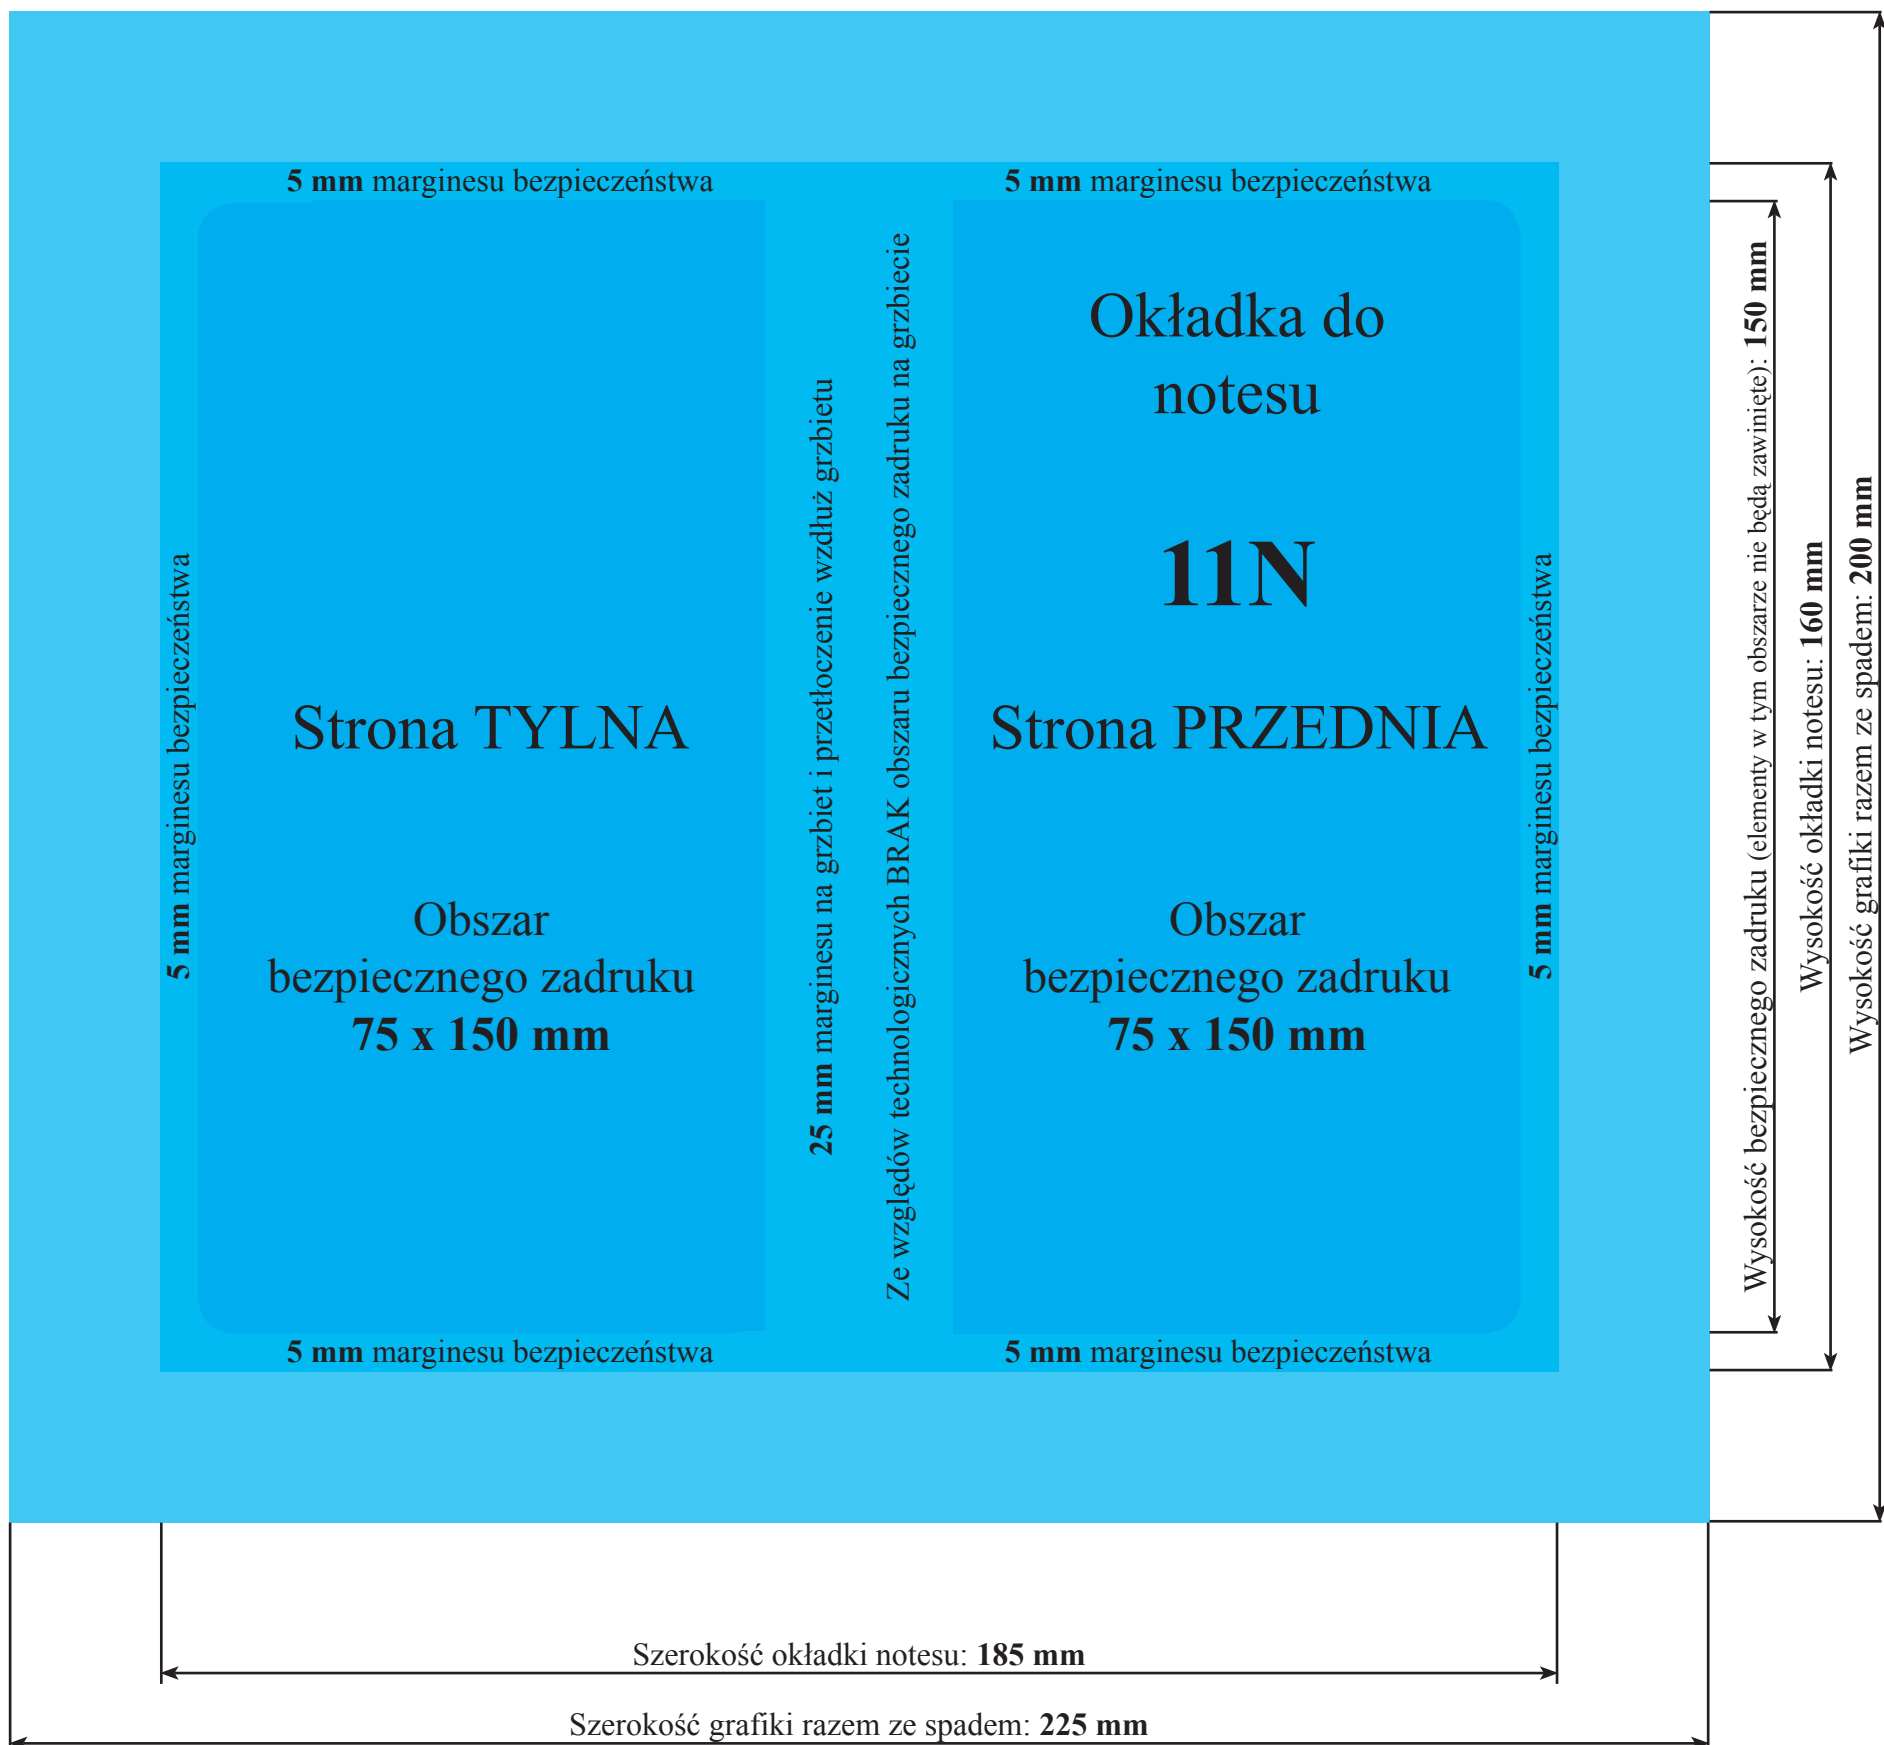 5 mm marginesu bezpieczeństwa
5 mm marginesu bezpieczeństwa
5 mm marginesu bezpieczeństwa
Strona TYLNA
Obszar
bezpiecznego zadruku
75 x 150 mm
25 mm marginesu na grzbiet i przetłoczenie wzdłuż grzbietu
Ze względów technologicznych BRAK obszaru bezpiecznego zadruku na grzbiecie
Okładka do
notesu
11N
Strona PRZEDNIA
Obszar
bezpiecznego zadruku
75 x 150 mm
5 mm marginesu bezpieczeństwa
Wysokość bezpiecznego zadruku (elementy w tym obszarze nie będą zawinięte): 150 mm
Wysokość okładki notesu: 160 mm
Wysokość grafiki razem ze spadem: 200 mm
5 mm marginesu bezpieczeństwa
5 mm marginesu bezpieczeństwa
Szerokość okładki notesu: 185 mm
Szerokość grafiki razem ze spadem: 225 mm